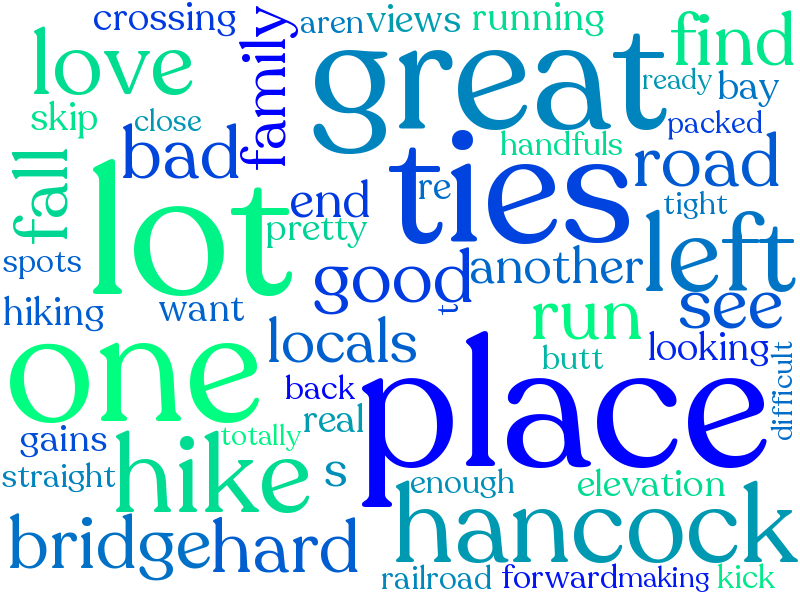 crossing
family
aren
views
running
find
love
great
ready
bay
skip
close
bad
packed
handfuls
road
fall
lot
ties
re
end
tight
pretty
left
spots
good
another
see
hiking
want
t
run
locals
looking
one
butt
difficult
back
place
real
gains
totally
hike
straight
s
enough
elevation
hancock
bridge
hard
railroad
forward
making
kick